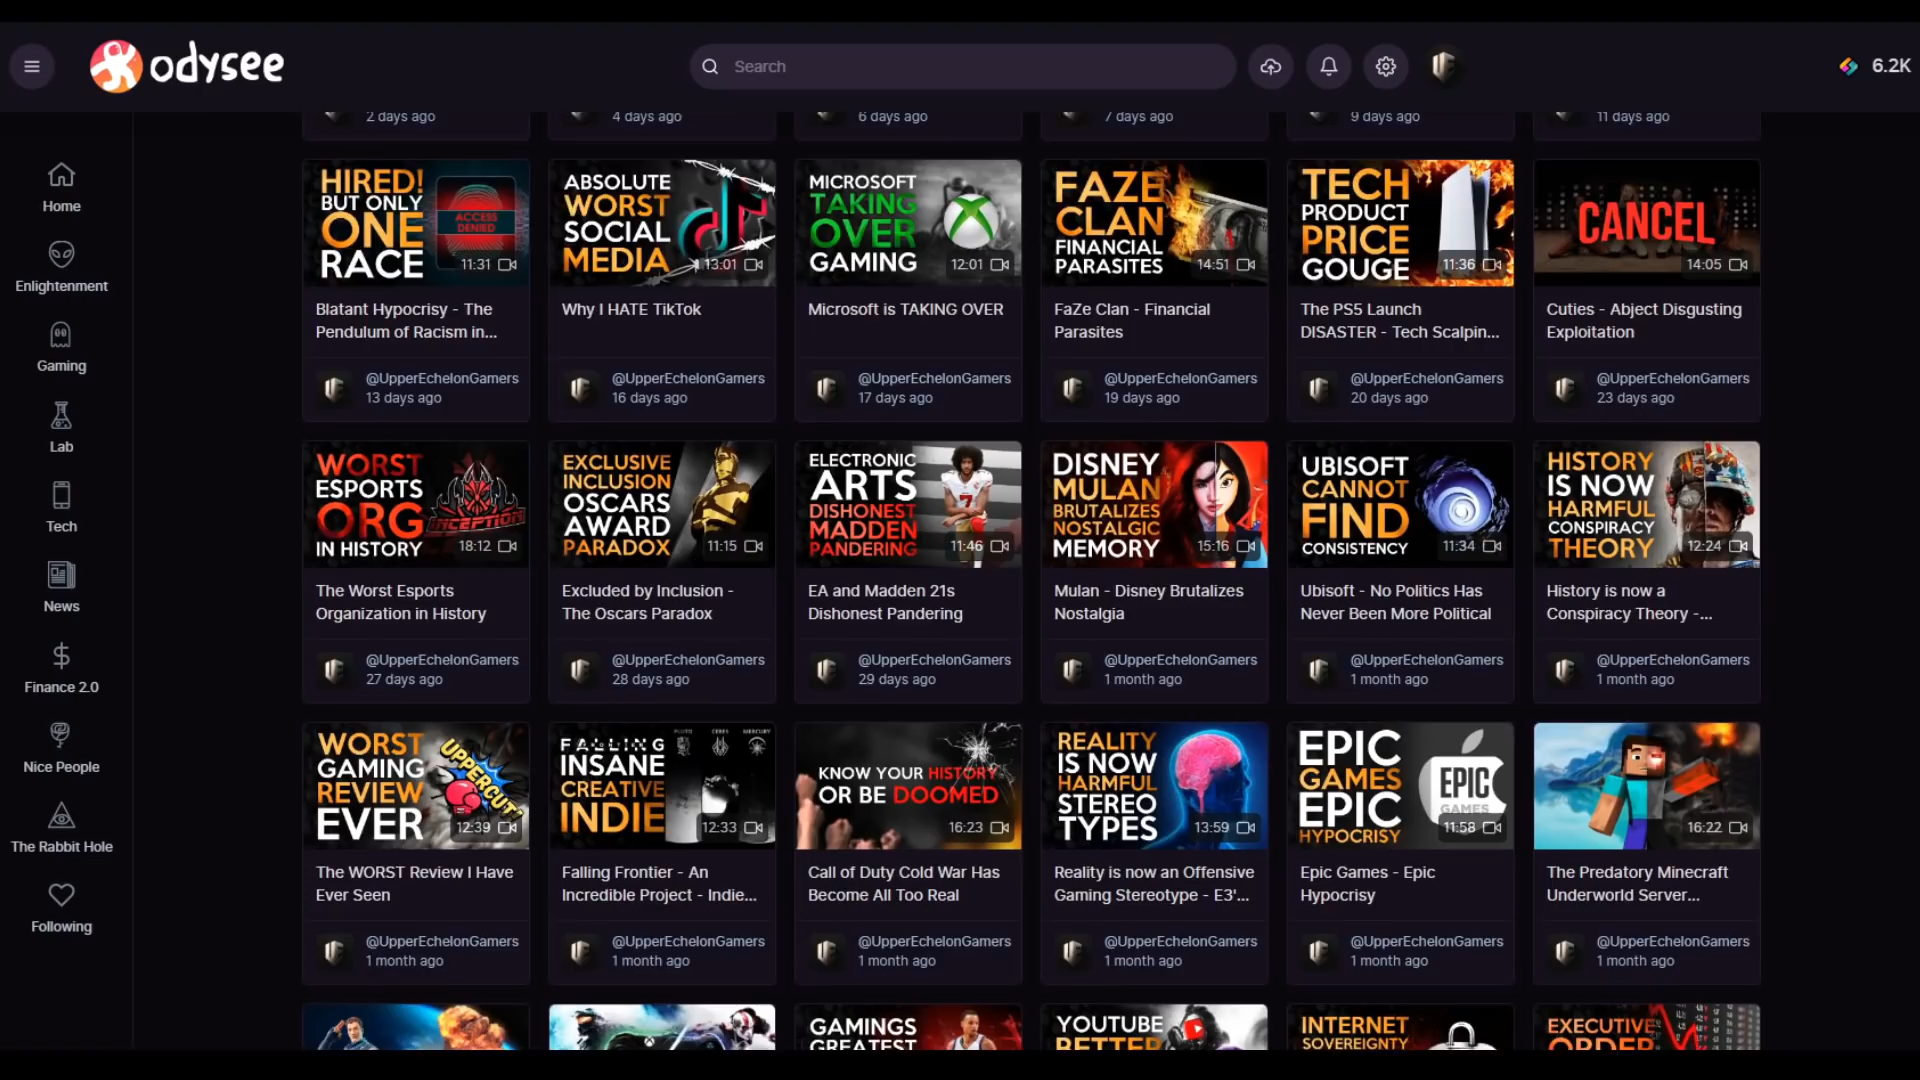 odysee
Search
6.2K
Home
Enlightenment
Gaming
Lab
Tech
News
Finance 2.0
Nice People
The Rabbit Hole
Following
2 days ago
4 days ago
6 days ago
7 days ago
9 days ago
11 days ago
HIRED!
BUT ONLY
ONE
RACE
ACCESS
DENIED
11:31
Blatant Hypocrisy - The
Pendulum of Racism in...
@UpperEchelonGamers
13 days ago
ABSOLUTE
WORST
SOCIAL
MEDIA
13:01
Why I HATE TikTok
@UpperEchelonGamers
16 days ago
MICROSOFT
TAKING
OVER
GAMING
12:01
Microsoft is TAKING OVER
@UpperEchelonGamers
17 days ago
FAZE
CLAN
FINANCIAL
PARASITES
14:51
FaZe Clan - Financial
Parasites
@UpperEchelonGamers
19 days ago
TECH
PRODUCT
PRICE
GOUGE
11:36
The PS5 Launch
DISASTER - Tech Scalpin...
@UpperEchelonGamers
20 days ago
CANCEL
14:05
Cuties - Abject Disgusting
Exploitation
@UpperEchelonGamers
23 days ago
WORST
ESPORTS
ORG
IN HISTORY
INCEPTION
18:12
The Worst Esports
Organization in History
@UpperEchelonGamers
27 days ago
EXCLUSIVE
INCLUSION
OSCARS
AWARD
PARADOX
11:15
Excluded by Inclusion -
The Oscars Paradox
@UpperEchelonGamers
28 days ago
ELECTRONIC
ARTS
DISHONEST
MADDEN
PANDERING
7
11:46
EA and Madden 21s
Dishonest Pandering
@UpperEchelonGamers
29 days ago
DISNEY
MULAN
BRUTALIZES
NOSTALGIC
MEMORY
15:16
Mulan - Disney Brutalizes
Nostalgia
@UpperEchelonGamers
1 month ago
UBISOFT
CANNOT
FIND
CONSISTENCY
11:34
Ubisoft - No Politics Has
Never Been More Political
@UpperEchelonGamers
1 month ago
HISTORY
IS NOW
HARMFUL
CONSPIRACY
THEORY
12:24
History is now a
Conspiracy Theory -...
@UpperEchelonGamers
1 month ago
WORST
GAMING
REVIEW
EVER
UPPERCUT!
12:39
The WORST Review I Have
Ever Seen
@UpperEchelonGamers
1 month ago
FALLING
INSANE
CREATIVE
INDIE
PLUTO
CERES
MERCURY
12:33
Falling Frontier - An
Incredible Project - Indie...
@UpperEchelonGamers
1 month ago
KNOW YOUR HISTORY
OR BE DOOMED
16:23
Call of Duty Cold War Has
Become All Too Real
@UpperEchelonGamers
1 month ago
REALITY
IS NOW
HARMFUL
STEREO
TYPES
13:59
Reality is now an Offensive
Gaming Stereotype - E3'...
@UpperEchelonGamers
1 month ago
EPIC
GAMES
EPIC
HYPOCRISY
EPIC
GAMES
11:58
Epic Games - Epic
Hypocrisy
@UpperEchelonGamers
1 month ago
16:22
The Predatory Minecraft
Underworld Server...
@UpperEchelonGamers
1 month ago
GAMINGS
GREATEST
YOUTUBE
BETTER
INTERNET
SOVEREIGNTY
EXECUTIVE
ORDER